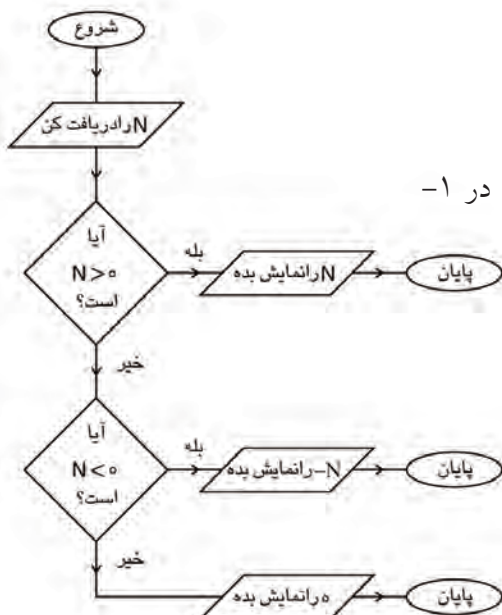 شروع
N را دریافت کن
در ۱-
آیا
N > ۰
است؟
بله
N را نمایش بده
پایان
خیر
آیا
N < ۰
است؟
بله
-N را نمایش بده
پایان
خیر
۰ را نمایش بده
پایان